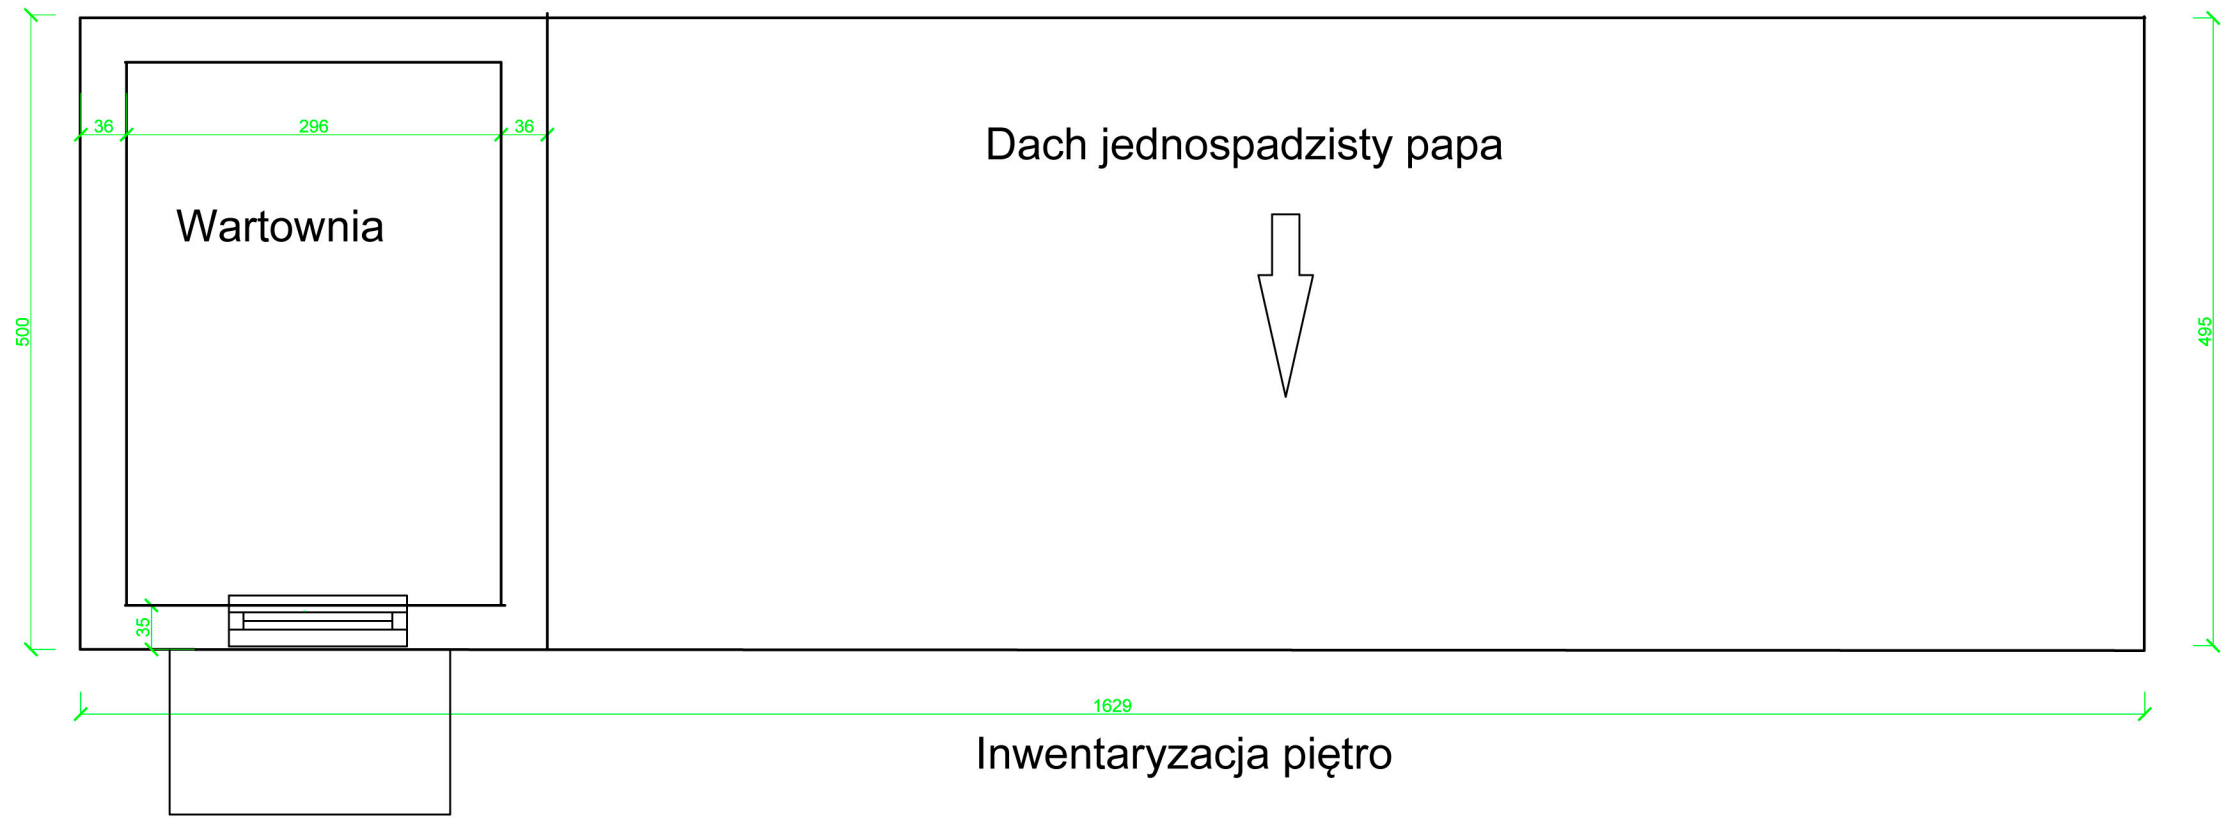 36 296 36
Dach jednospadzisty papa
Wartownia
500
495
35
1629
Inwentaryzacja piętro